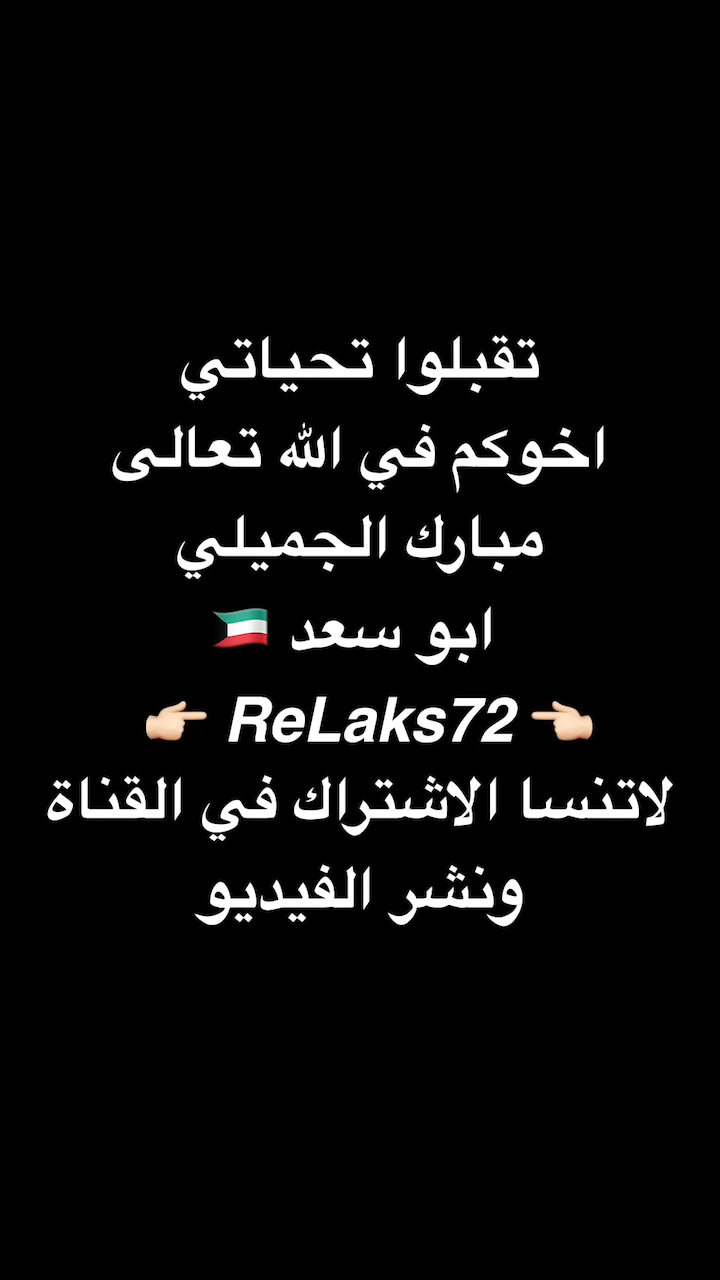 تقبلوا تحياتي
اخوكم في الله تعالى
مبارك الجميلي
ابو سعد 🇰🇼
👉🏻 ReLaks72 👈🏻
لاتنسا الاشتراك في القناة
ونشر الفيديو